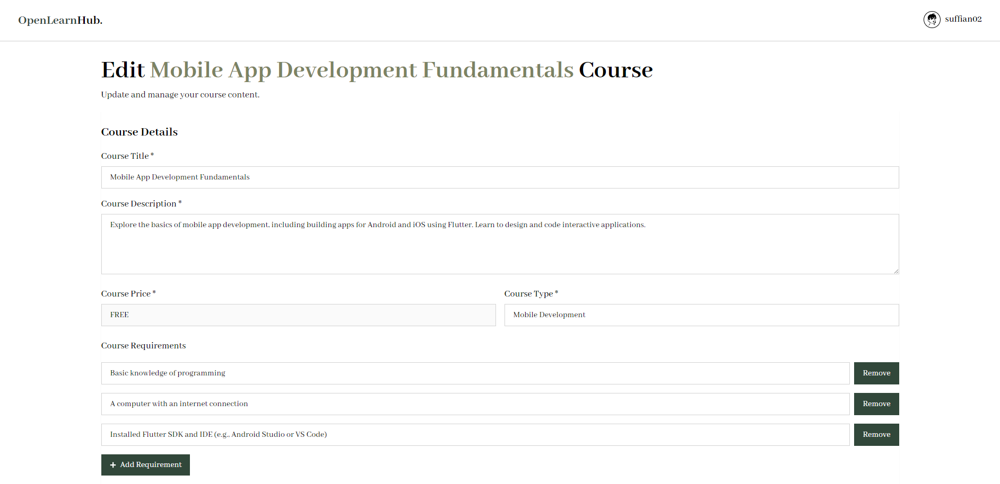 OpenLearnHub.
suffian02
Edit Mobile App Development Fundamentals Course
Update and manage your course content.
Course Details
Course Title *
Mobile App Development Fundamentals
Course Description *
Explore the basics of mobile app development, including building apps for Android and iOS using Flutter. Learn to design and code interactive applications.
Course Price *
Course Type *
FREE
Mobile Development
Course Requirements
Basic knowledge of programming
Remove
A computer with an internet connection
Remove
Installed Flutter SDK and IDE (e.g., Android Studio or VS Code)
Remove
+ Add Requirement